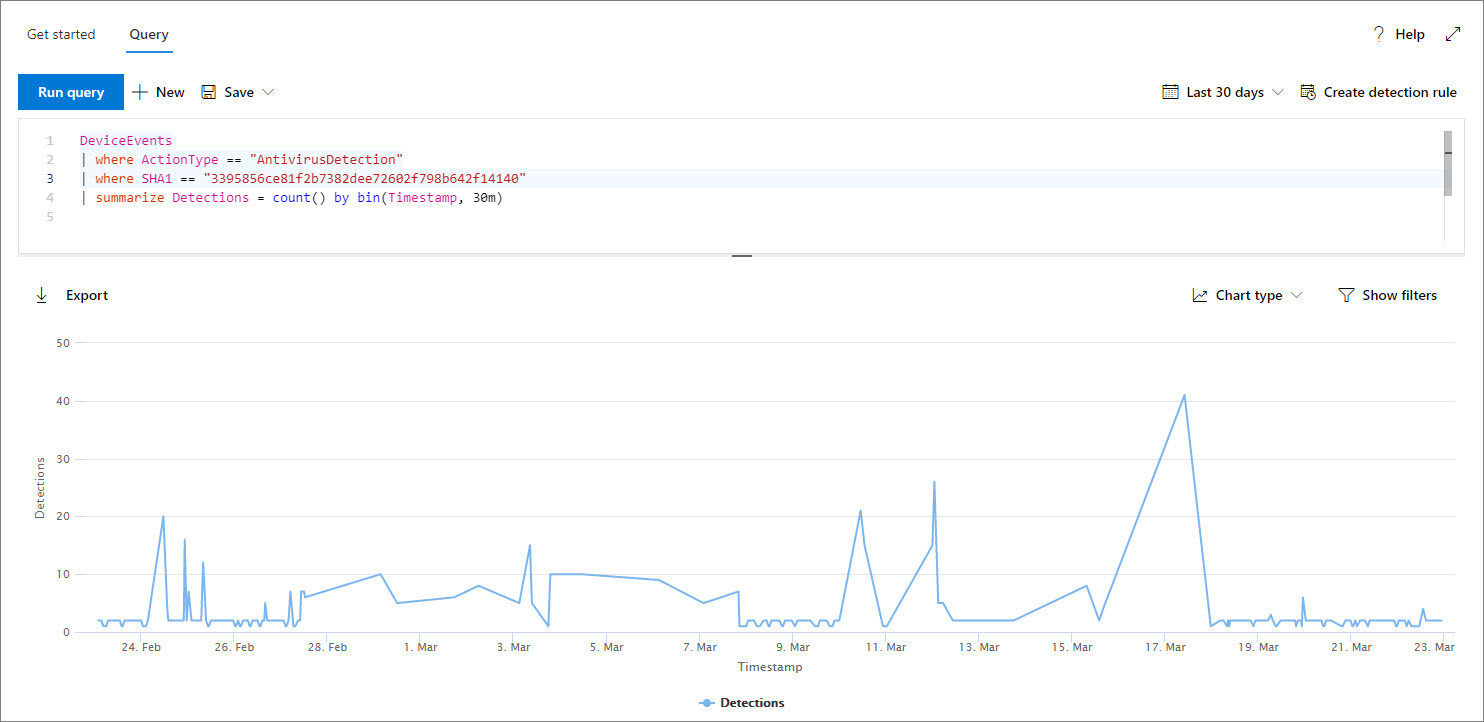 Get started Query ? Help
Run query New Save Last 30 days Create detection rule
1 DeviceEvents
2 | where ActionType == "AntivirusDetection"
3 | where SHA1 == "3395856ce81f2b7382dee72602f798b642f14140"
4 | summarize Detections = count() by bin(Timestamp, 30m)
5
Export Chart type Show filters
50
40
30
20
10
0
Detections
24. Feb 26. Feb 28. Feb 1. Mar 3. Mar 5. Mar 7. Mar 9. Mar 11. Mar 13. Mar 15. Mar 17. Mar 19. Mar 21. Mar 23. Mar
Timestamp
Detections